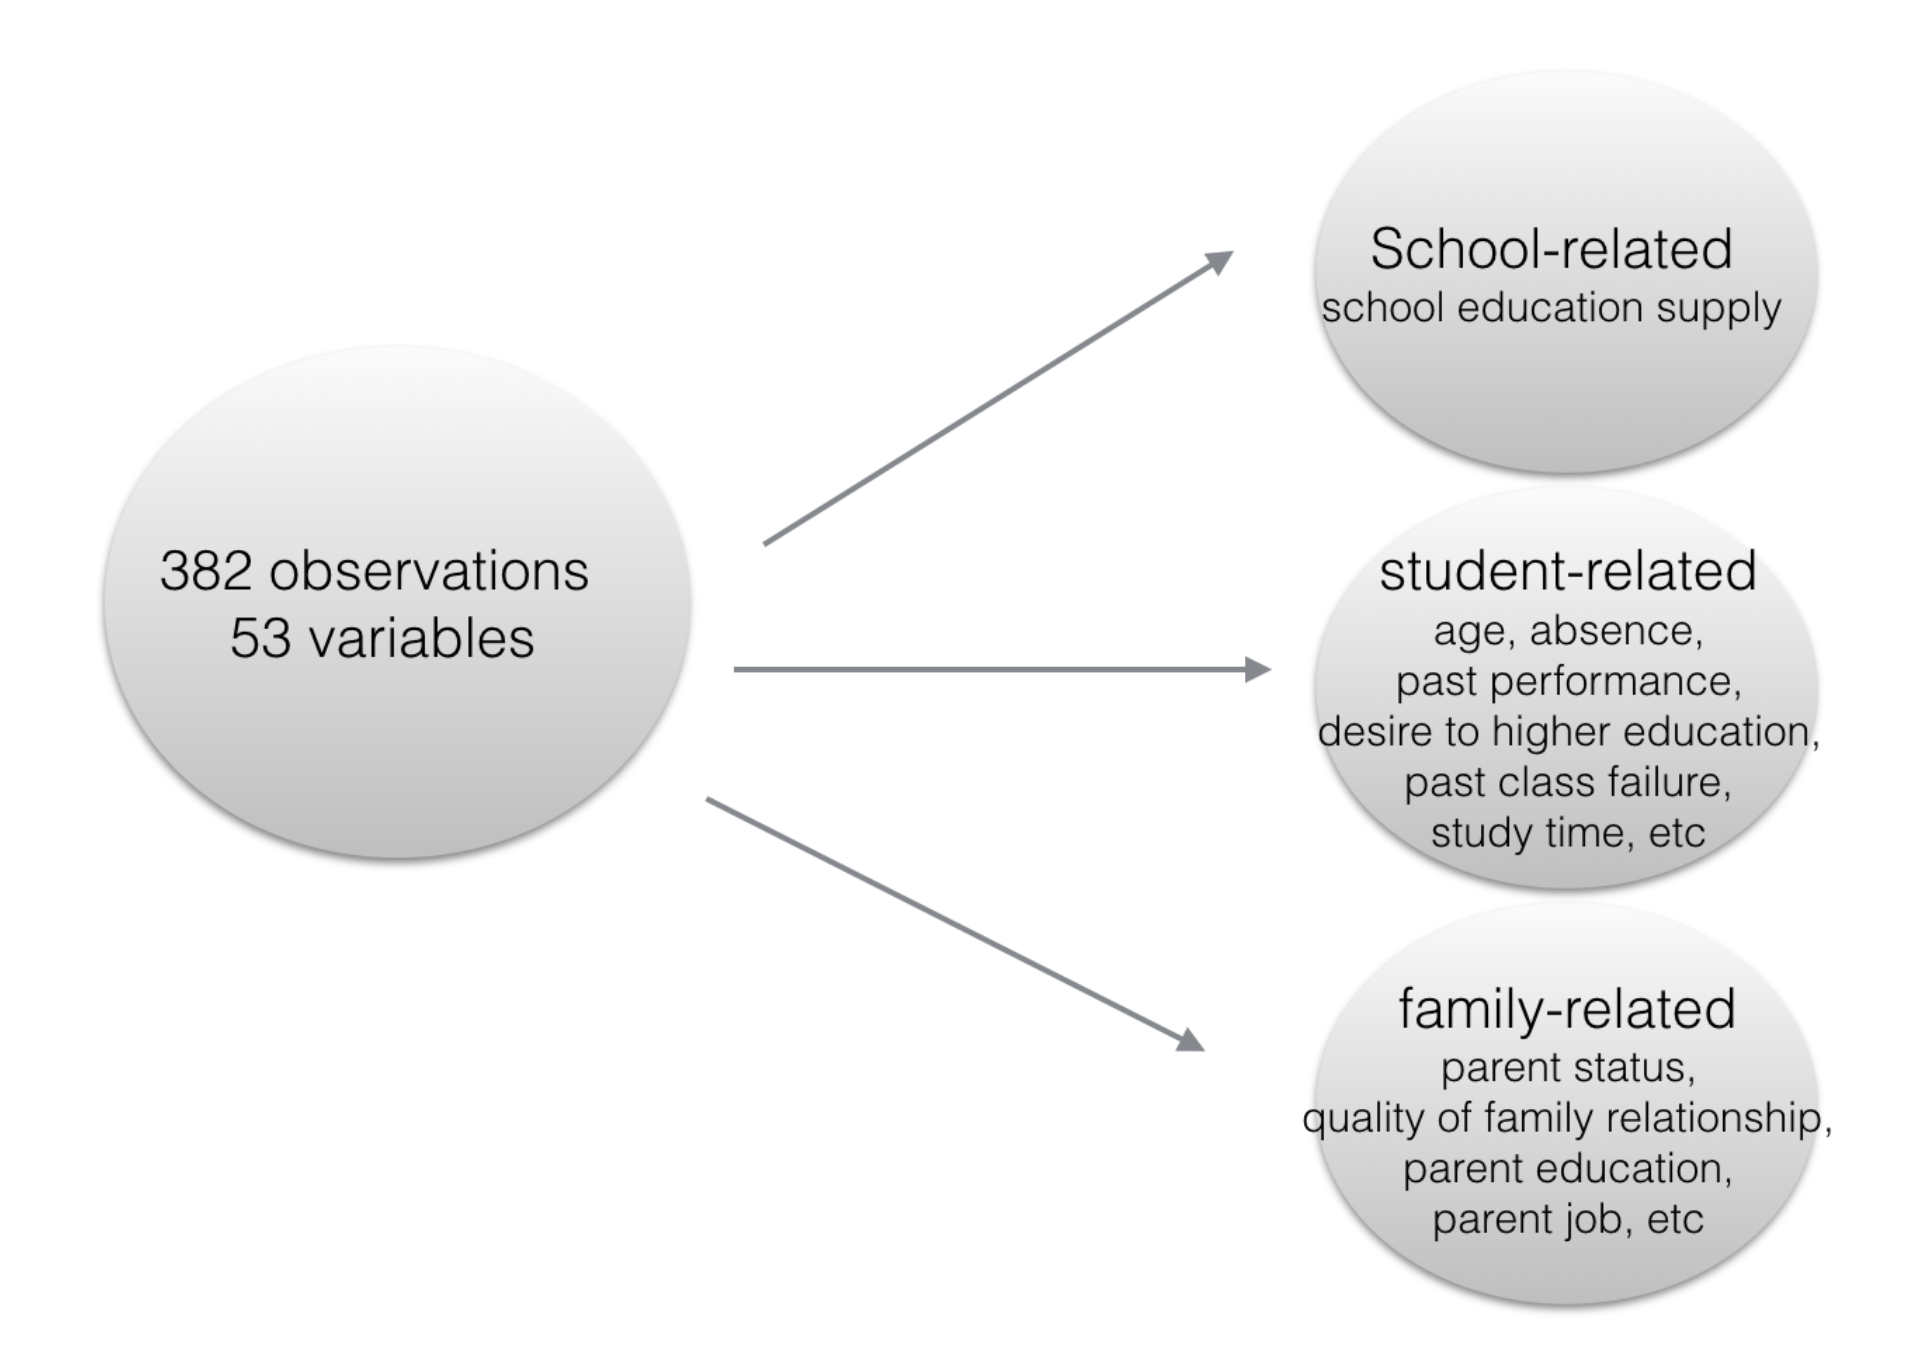 382 observations
53 variables
School-related
school education supply
student-related
age, absence,
past performance,
desire to higher education,
past class failure,
study time, etc
family-related
parent status,
quality of family relationship,
parent education,
parent job, etc